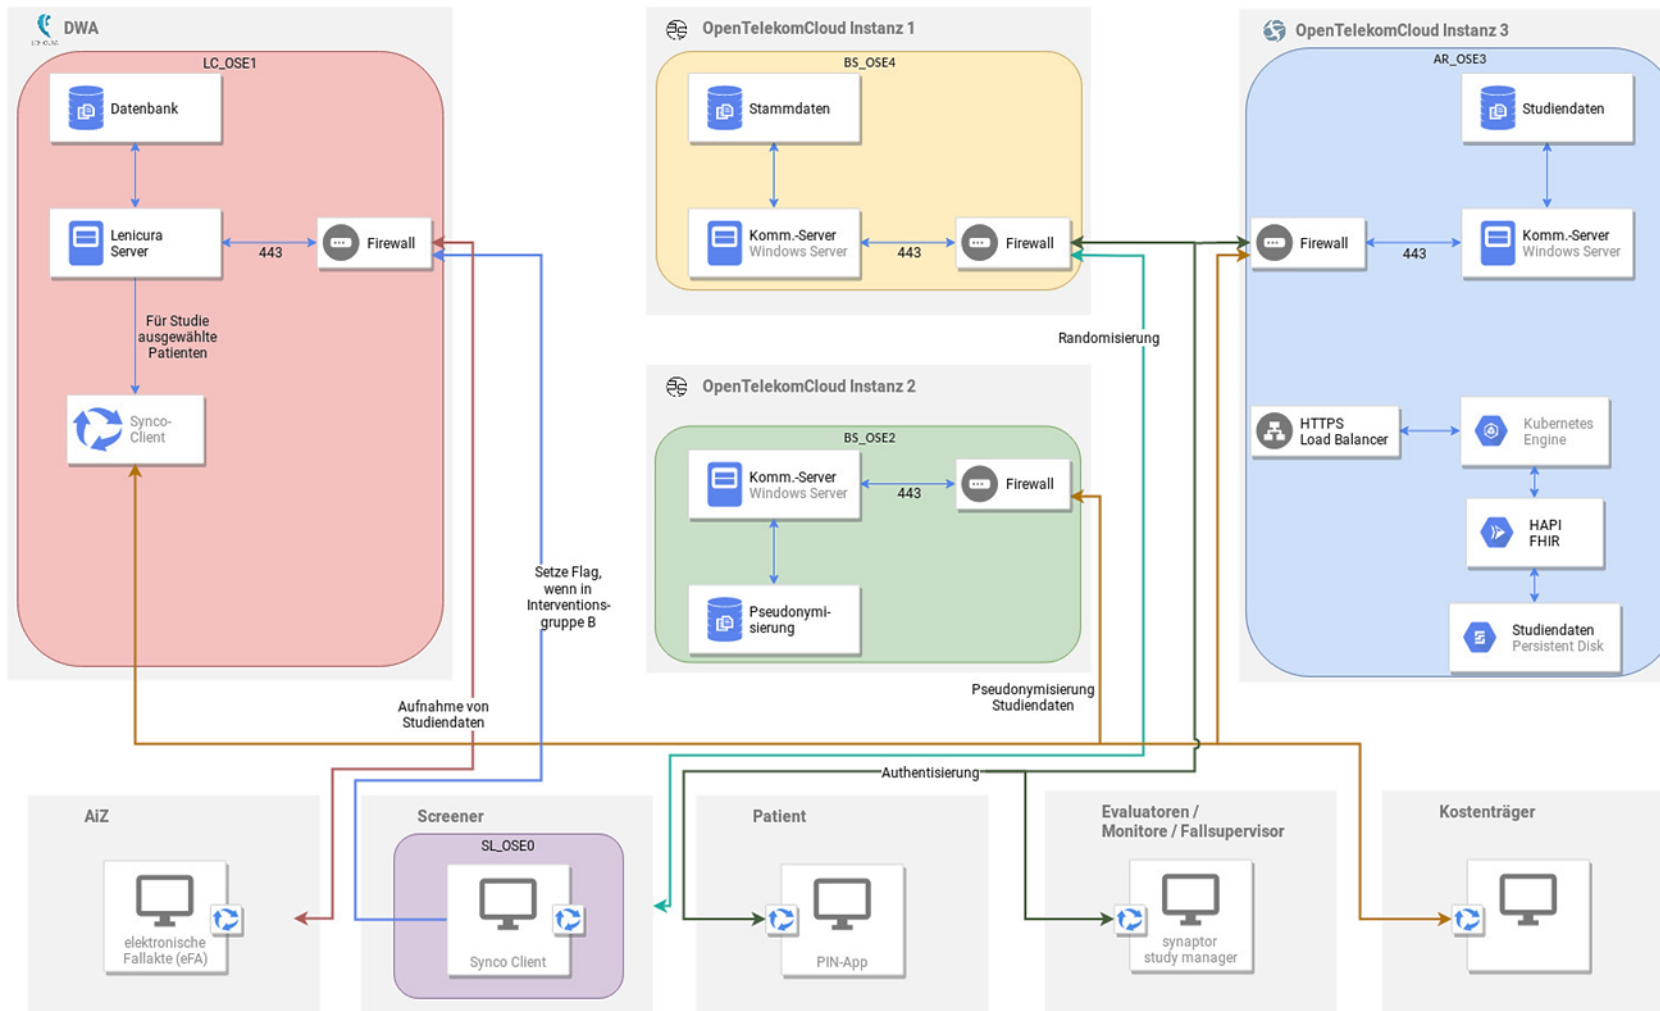 DWA
LC_OSE1
Datenbank
Lenicura
Server
443
Firewall
Für Studie
ausgewählte
Patienten
Synco-
Client
OpenTelekomCloud Instanz 1
BS_OSE4
Stammdaten
Komm.-Server
Windows Server
443
Firewall
OpenTelekomCloud Instanz 2
BS_OSE2
Komm.-Server
Windows Server
443
Firewall
Pseudonymi-
sierung
OpenTelekomCloud Instanz 3
AR_OSE3
Studiendaten
Firewall
443
Komm.-Server
Windows Server
HTTPS
Load Balancer
Kubernetes
Engine
HAPI
FHIR
Studiendaten
Persistent Disk
Randomisierung
Setze Flag,
wenn in
Interventions-
gruppe B
Aufnahme von
Studiendaten
Pseudonymisierung
Studiendaten
Authentisierung
AiZ
elektronische
Fallakte (eFA)
Screener
SL_OSE0
Synco Client
Patient
PIN-App
Evaluatoren /
Monitore / Fallsupervisor
synaptor
study manager
Kostenträger